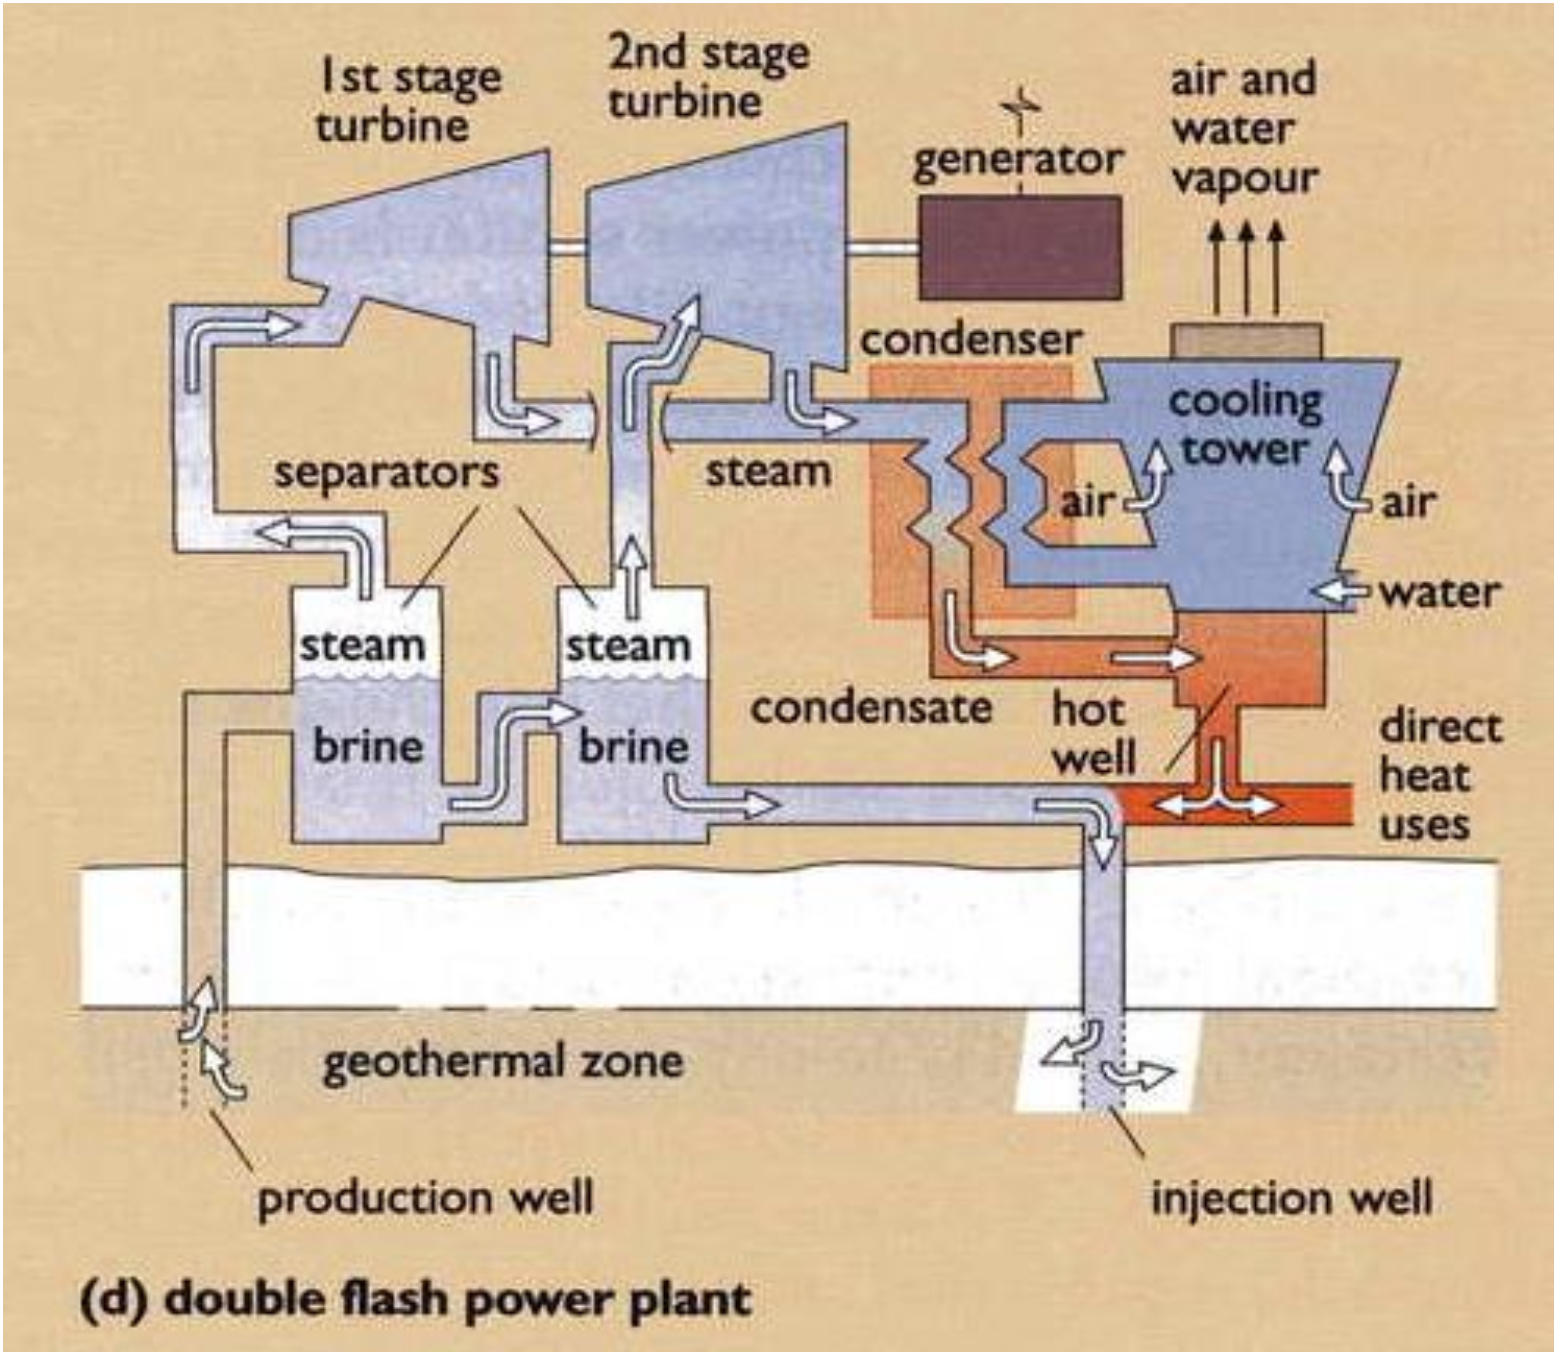 1st stage
turbine
2nd stage
turbine
generator
air and
water
vapour
condenser
cooling
tower
separators
steam
air
air
water
steam
steam
brine
brine
condensate
hot
well
direct
heat
uses
geothermal zone
production well
injection well
(d) double flash power plant